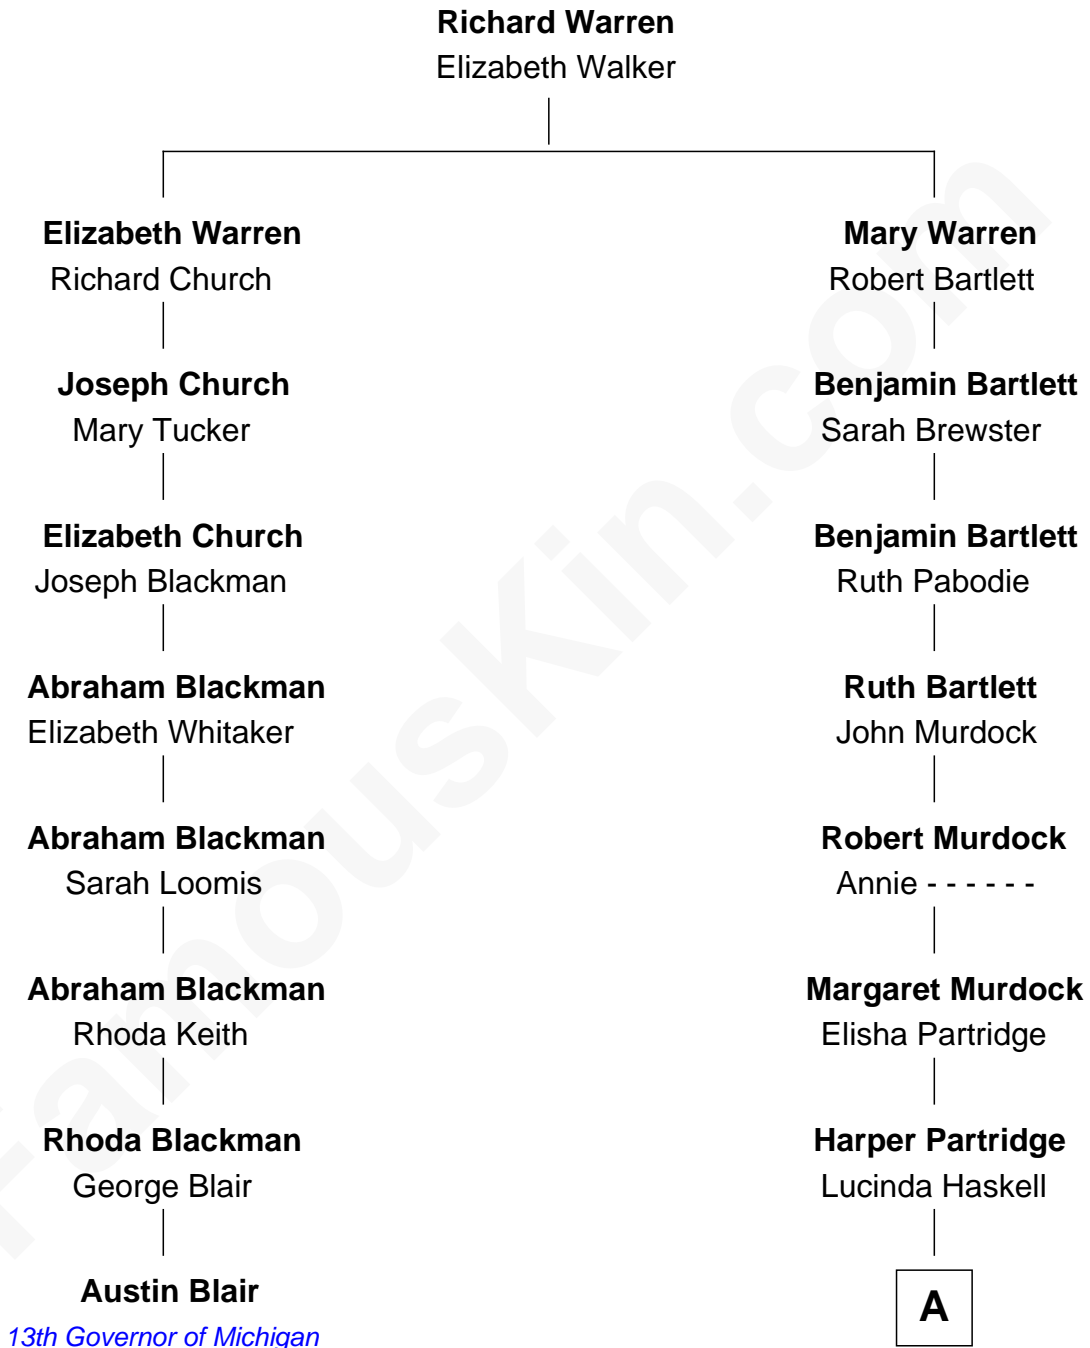 Richard Warren
Elizabeth Walker
Elizabeth Warren
Richard Church
Mary Warren
Robert Bartlett
Joseph Church
Mary Tucker
Benjamin Bartlett
Sarah Brewster
Elizabeth Church
Joseph Blackman
Benjamin Bartlett
Ruth Pabodie
Abraham Blackman
Elizabeth Whitaker
Ruth Bartlett
John Murdock
Abraham Blackman
Sarah Loomis
Robert Murdock
Annie - - - - - -
Abraham Blackman
Rhoda Keith
Margaret Murdock
Elisha Partridge
Rhoda Blackman
George Blair
Harper Partridge
Lucinda Haskell
Austin Blair
13th Governor of Michigan
A
FamousKin.com